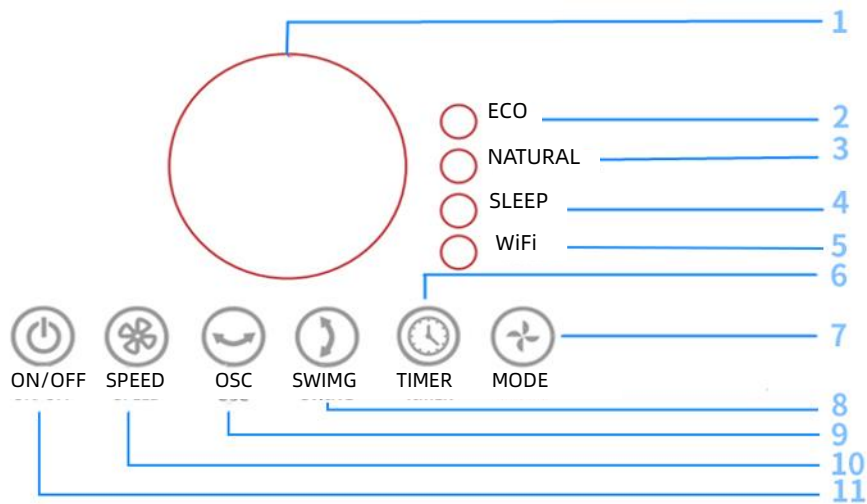 1
ECO 2
NATURAL 3
SLEEP 4
WiFi 5
6
7
ON/OFF SPEED OSC SWIMG TIMER MODE
8
9
10
11